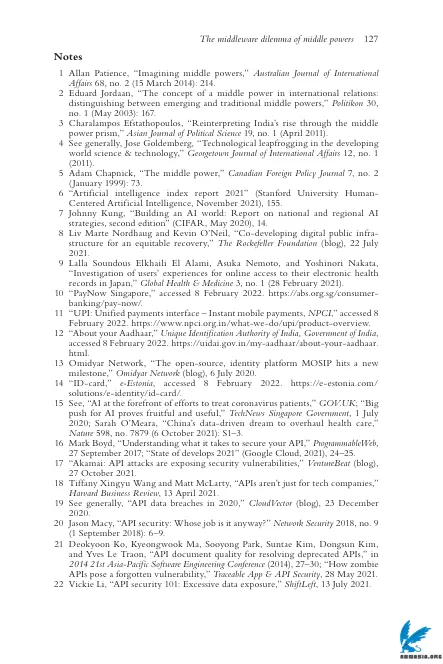 The middleware dilemma of middle powers 127
Notes
1 Allan Patience, “Imagining middle powers,” Australian Journal of International
Affairs 68, no. 2 (15 March 2014): 214.
2 Eduard Jordaan, “The concept of a middle power in international relations:
distinguishing between emerging and traditional middle powers,” Politikon 30,
no. 1 (May 2003): 167.
3 Charalampos Efstathopoulos, “Reinterpreting India’s rise through the middle
power prism,” Asian Journal of Political Science 19, no. 1 (April 2011).
4 See generally, Jose Goldemberg, “Technological leapfrogging in the developing
world science & technology,” Georgetown Journal of International Affairs 12, no. 1
(2011).
5 Adam Chapnick, “The middle power,” Canadian Foreign Policy Journal 7, no. 2
(January 1999): 73.
6 “Artificial intelligence index report 2021” (Stanford University Human-
Centered Artificial Intelligence, November 2021), 155.
7 Johnny Kung, “Building an AI world: Report on national and regional AI
strategies, second edition” (CIFAR, May 2020), 14.
8 Liv Marte Nordhaug and Kevin O’Neil, “Co-developing digital public infra-
structure for an equitable recovery,” The Rockefeller Foundation (blog), 22 July
2021.
9 Lalla Soundous Elkhaili El Alami, Asuka Nemoto, and Yoshinori Nakata,
“Investigation of users’ experiences for online access to their electronic health
records in Japan,” Global Health & Medicine 3, no. 1 (28 February 2021).
10 “PayNow Singapore,” accessed 8 February 2022. https://abs.org.sg/consumer-
banking/pay-now/.
11 “UPI: Unified payments interface – Instant mobile payments, NPCI,” accessed 8
February 2022. https://www.npci.org.in/what-we-do/upi/product-overview.
12 “About your Aadhaar,” Unique Identification Authority of India, Government of India,
accessed 8 February 2022. https://uidai.gov.in/my-aadhaar/about-your-aadhaar.
html.
13 Omidyar Network, “The open-source, identity platform MOSIP hits a new
milestone,” Omidyar Network (blog), 6 July 2020.
14 “ID-card,” e-Estonia, accessed 8 February 2022. https://e-estonia.com/
solutions/e-identity/id-card/.
15 See, “AI at the forefront of efforts to treat coronavirus patients,” GOV.UK; “Big
push for AI proves fruitful and useful,” TechNews Singapore Government, 1 July
2020; Sarah O’Meara, “China’s data-driven dream to overhaul health care,”
Nature 598, no. 7879 (6 October 2021): S1–3.
16 Mark Boyd, “Understanding what it takes to secure your API,” ProgrammableWeb,
27 September 2017; “State of develops 2021” (Google Cloud, 2021), 24–25.
17 “Akamai: API attacks are exposing security vulnerabilities,” VentureBeat (blog),
27 October 2021.
18 Tiffany Xingyu Wang and Matt McLarty, “APIs aren’t just for tech companies,”
Harvard Business Review, 13 April 2021.
19 See generally, “API data breaches in 2020,” CloudVector (blog), 23 December
2020.
20 Jason Macy, “API security: Whose job is it anyway?” Network Security 2018, no. 9
(1 September 2018): 6–9.
21 Deokyoon Ko, Kyeongwook Ma, Sooyong Park, Suntae Kim, Dongsun Kim,
and Yves Le Traon, “API document quality for resolving deprecated APIs,” in
2014 21st Asia-Pacific Software Engineering Conference (2014), 27–30; “How zombie
APIs pose a forgotten vulnerability,” Traceable App & API Security, 28 May 2021.
22 Vickie Li, “API security 101: Excessive data exposure,” ShiftLeft, 13 July 2021.